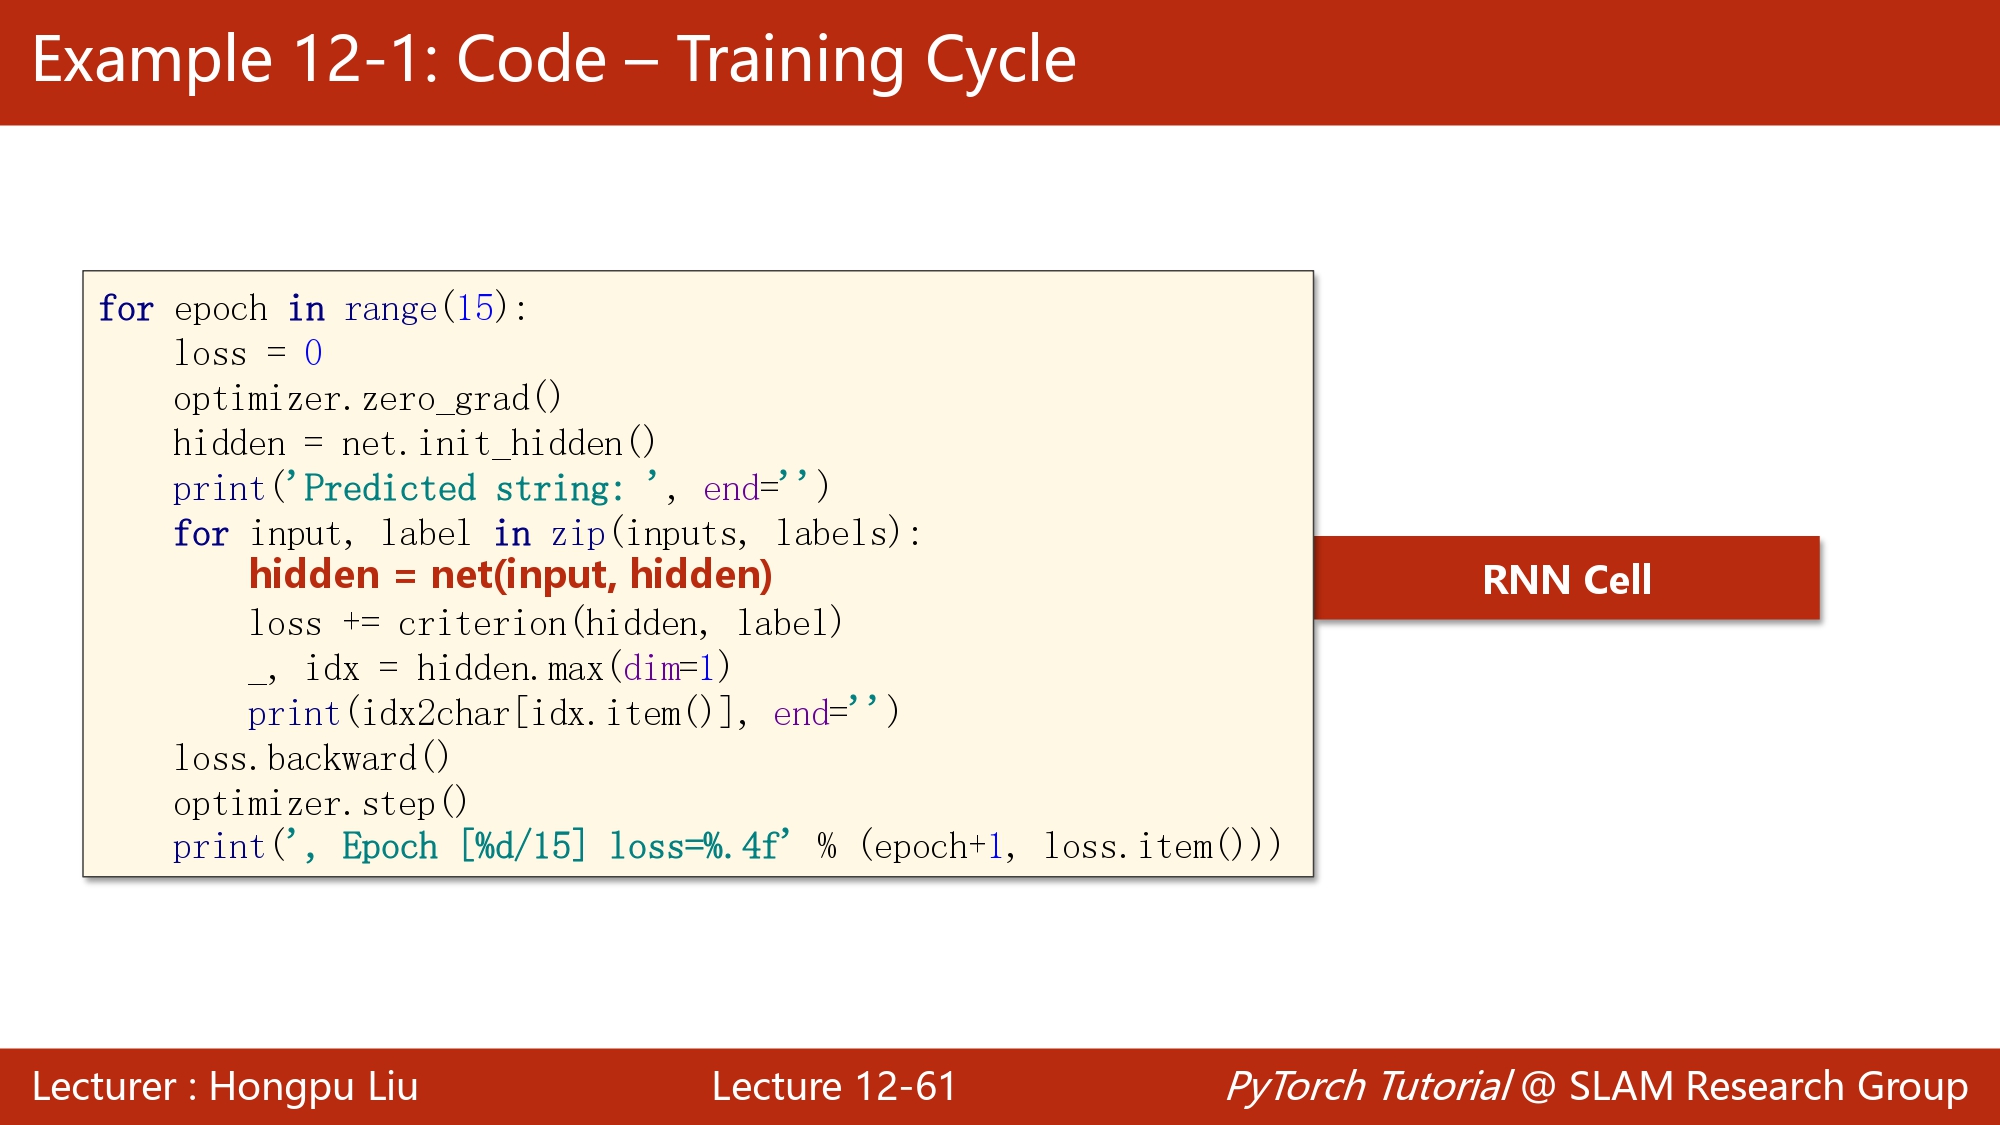 Example 12-1: Code – Training Cycle
for epoch in range(15):
    loss = 0
    optimizer.zero_grad()
    hidden = net.init_hidden()
    print('Predicted string: ', end='')
    for input, label in zip(inputs, labels):
        hidden = net(input, hidden)
        loss += criterion(hidden, label)
        _, idx = hidden.max(dim=1)
        print(idx2char[idx.item()], end='')
    loss.backward()
    optimizer.step()
    print(', Epoch [%d/15] loss=%.4f' % (epoch+1, loss.item()))
RNN Cell
Lecturer : Hongpu Liu
Lecture 12-61
PyTorch Tutorial @ SLAM Research Group